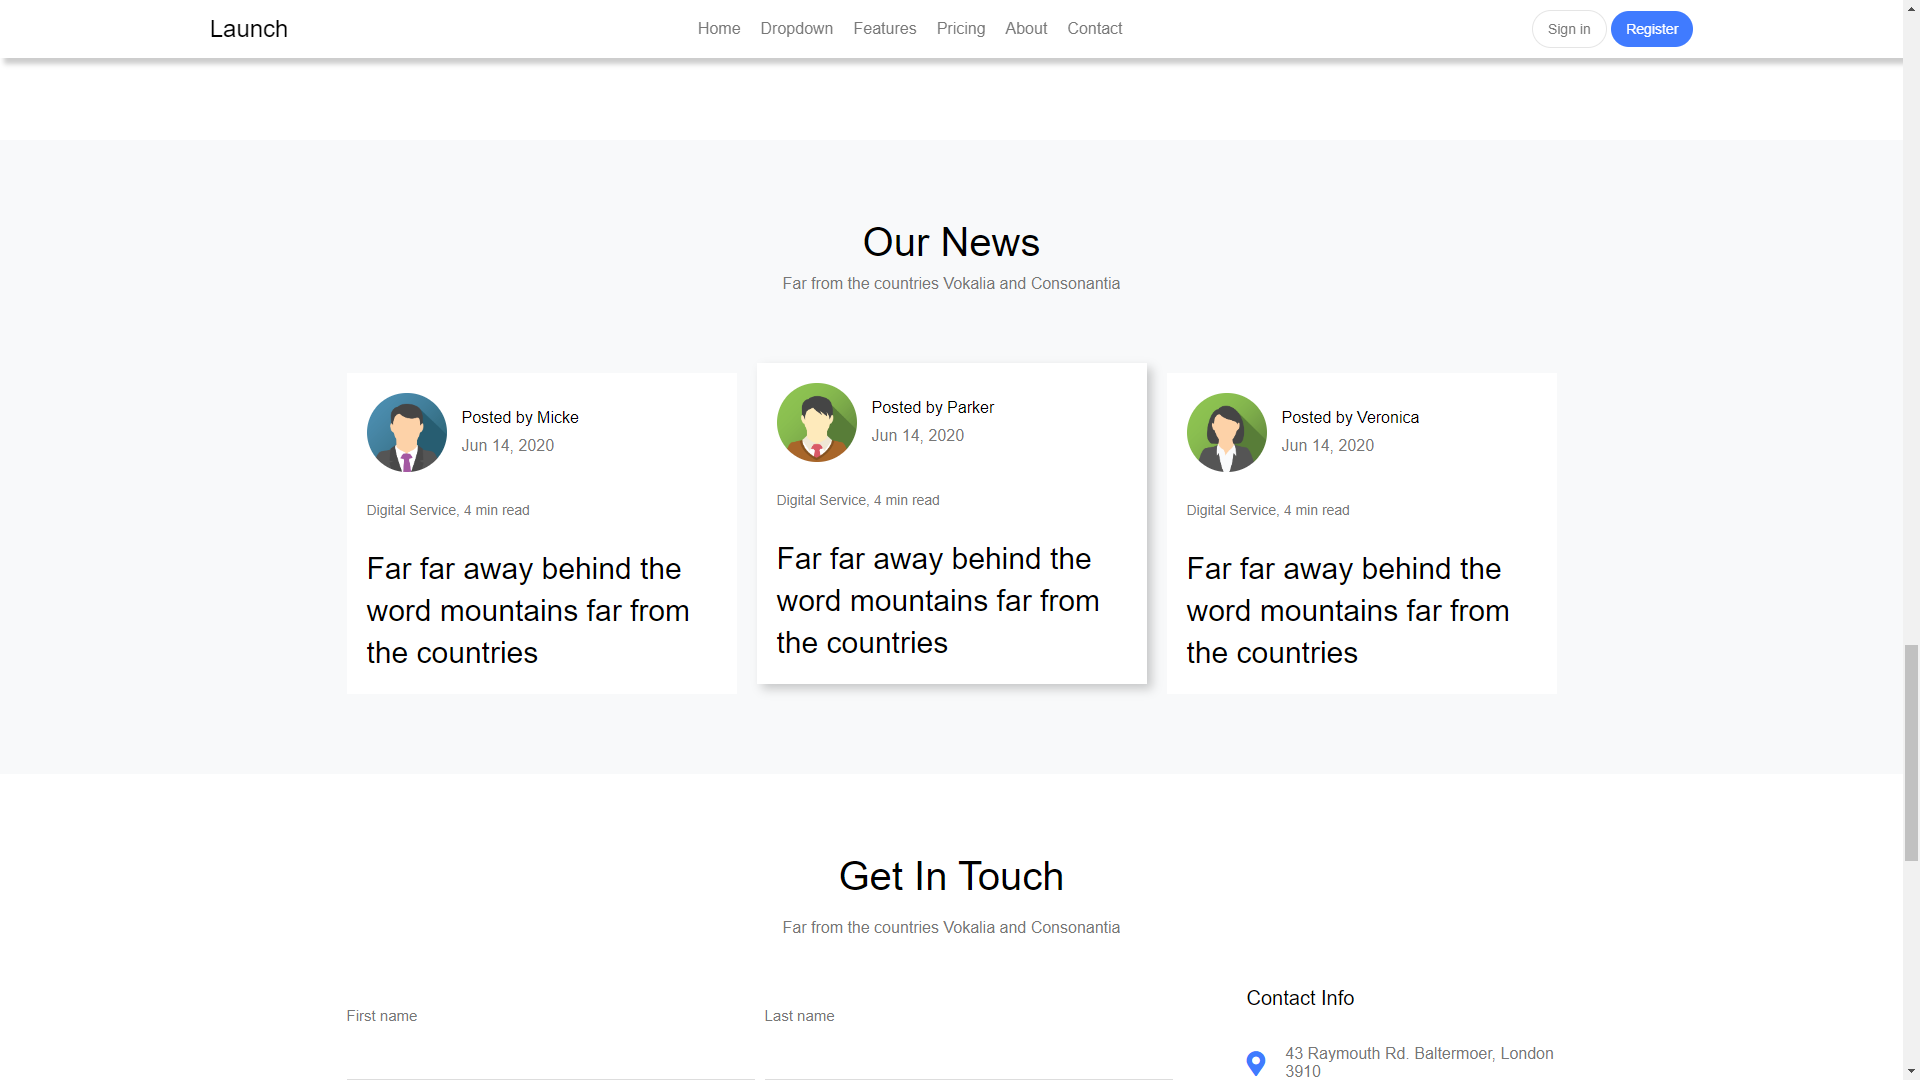 Launch
Home Dropdown Features Pricing About Contact
Sign in Register
Our News
Far from the countries Vokalia and Consonantia
Posted by Micke
Jun 14, 2020
Digital Service, 4 min read
Far far away behind the
word mountains far from
the countries
Posted by Parker
Jun 14, 2020
Digital Service, 4 min read
Far far away behind the
word mountains far from
the countries
Posted by Veronica
Jun 14, 2020
Digital Service, 4 min read
Far far away behind the
word mountains far from
the countries
Get In Touch
Far from the countries Vokalia and Consonantia
First name
Last name
Contact Info
43 Raymouth Rd. Baltermoer, London
3910